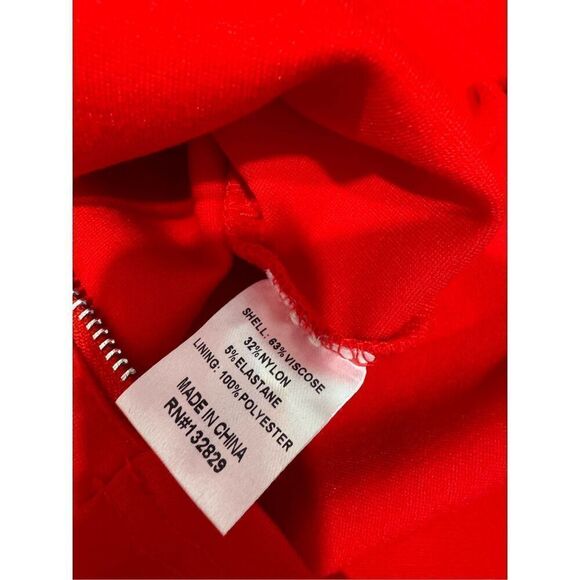 SHELL: 63%VISCOSE
32%NYLON
5%ELASTANE
LINING: 100%POLYESTER
MADE IN CHINA
RN#132829